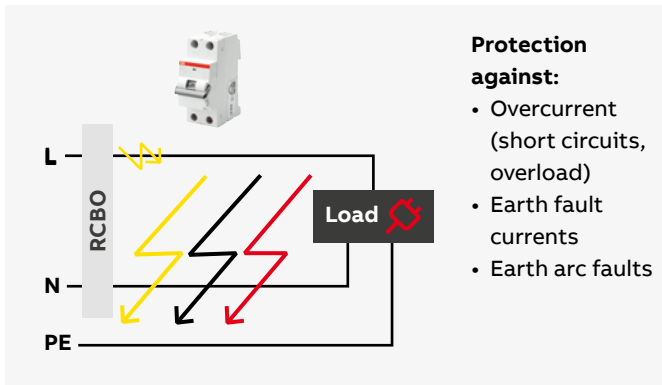 Protection
against:
• Overcurrent
(short circuits,
overload)
• Earth fault
currents
• Earth arc faults
L
RCBO
Load
N
PE